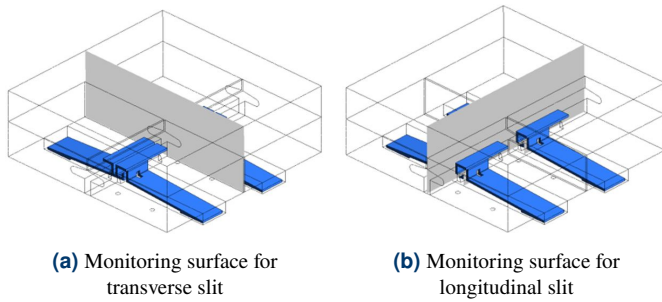 (a) Monitoring surface for
transverse slit
(b) Monitoring surface for
longitudinal slit